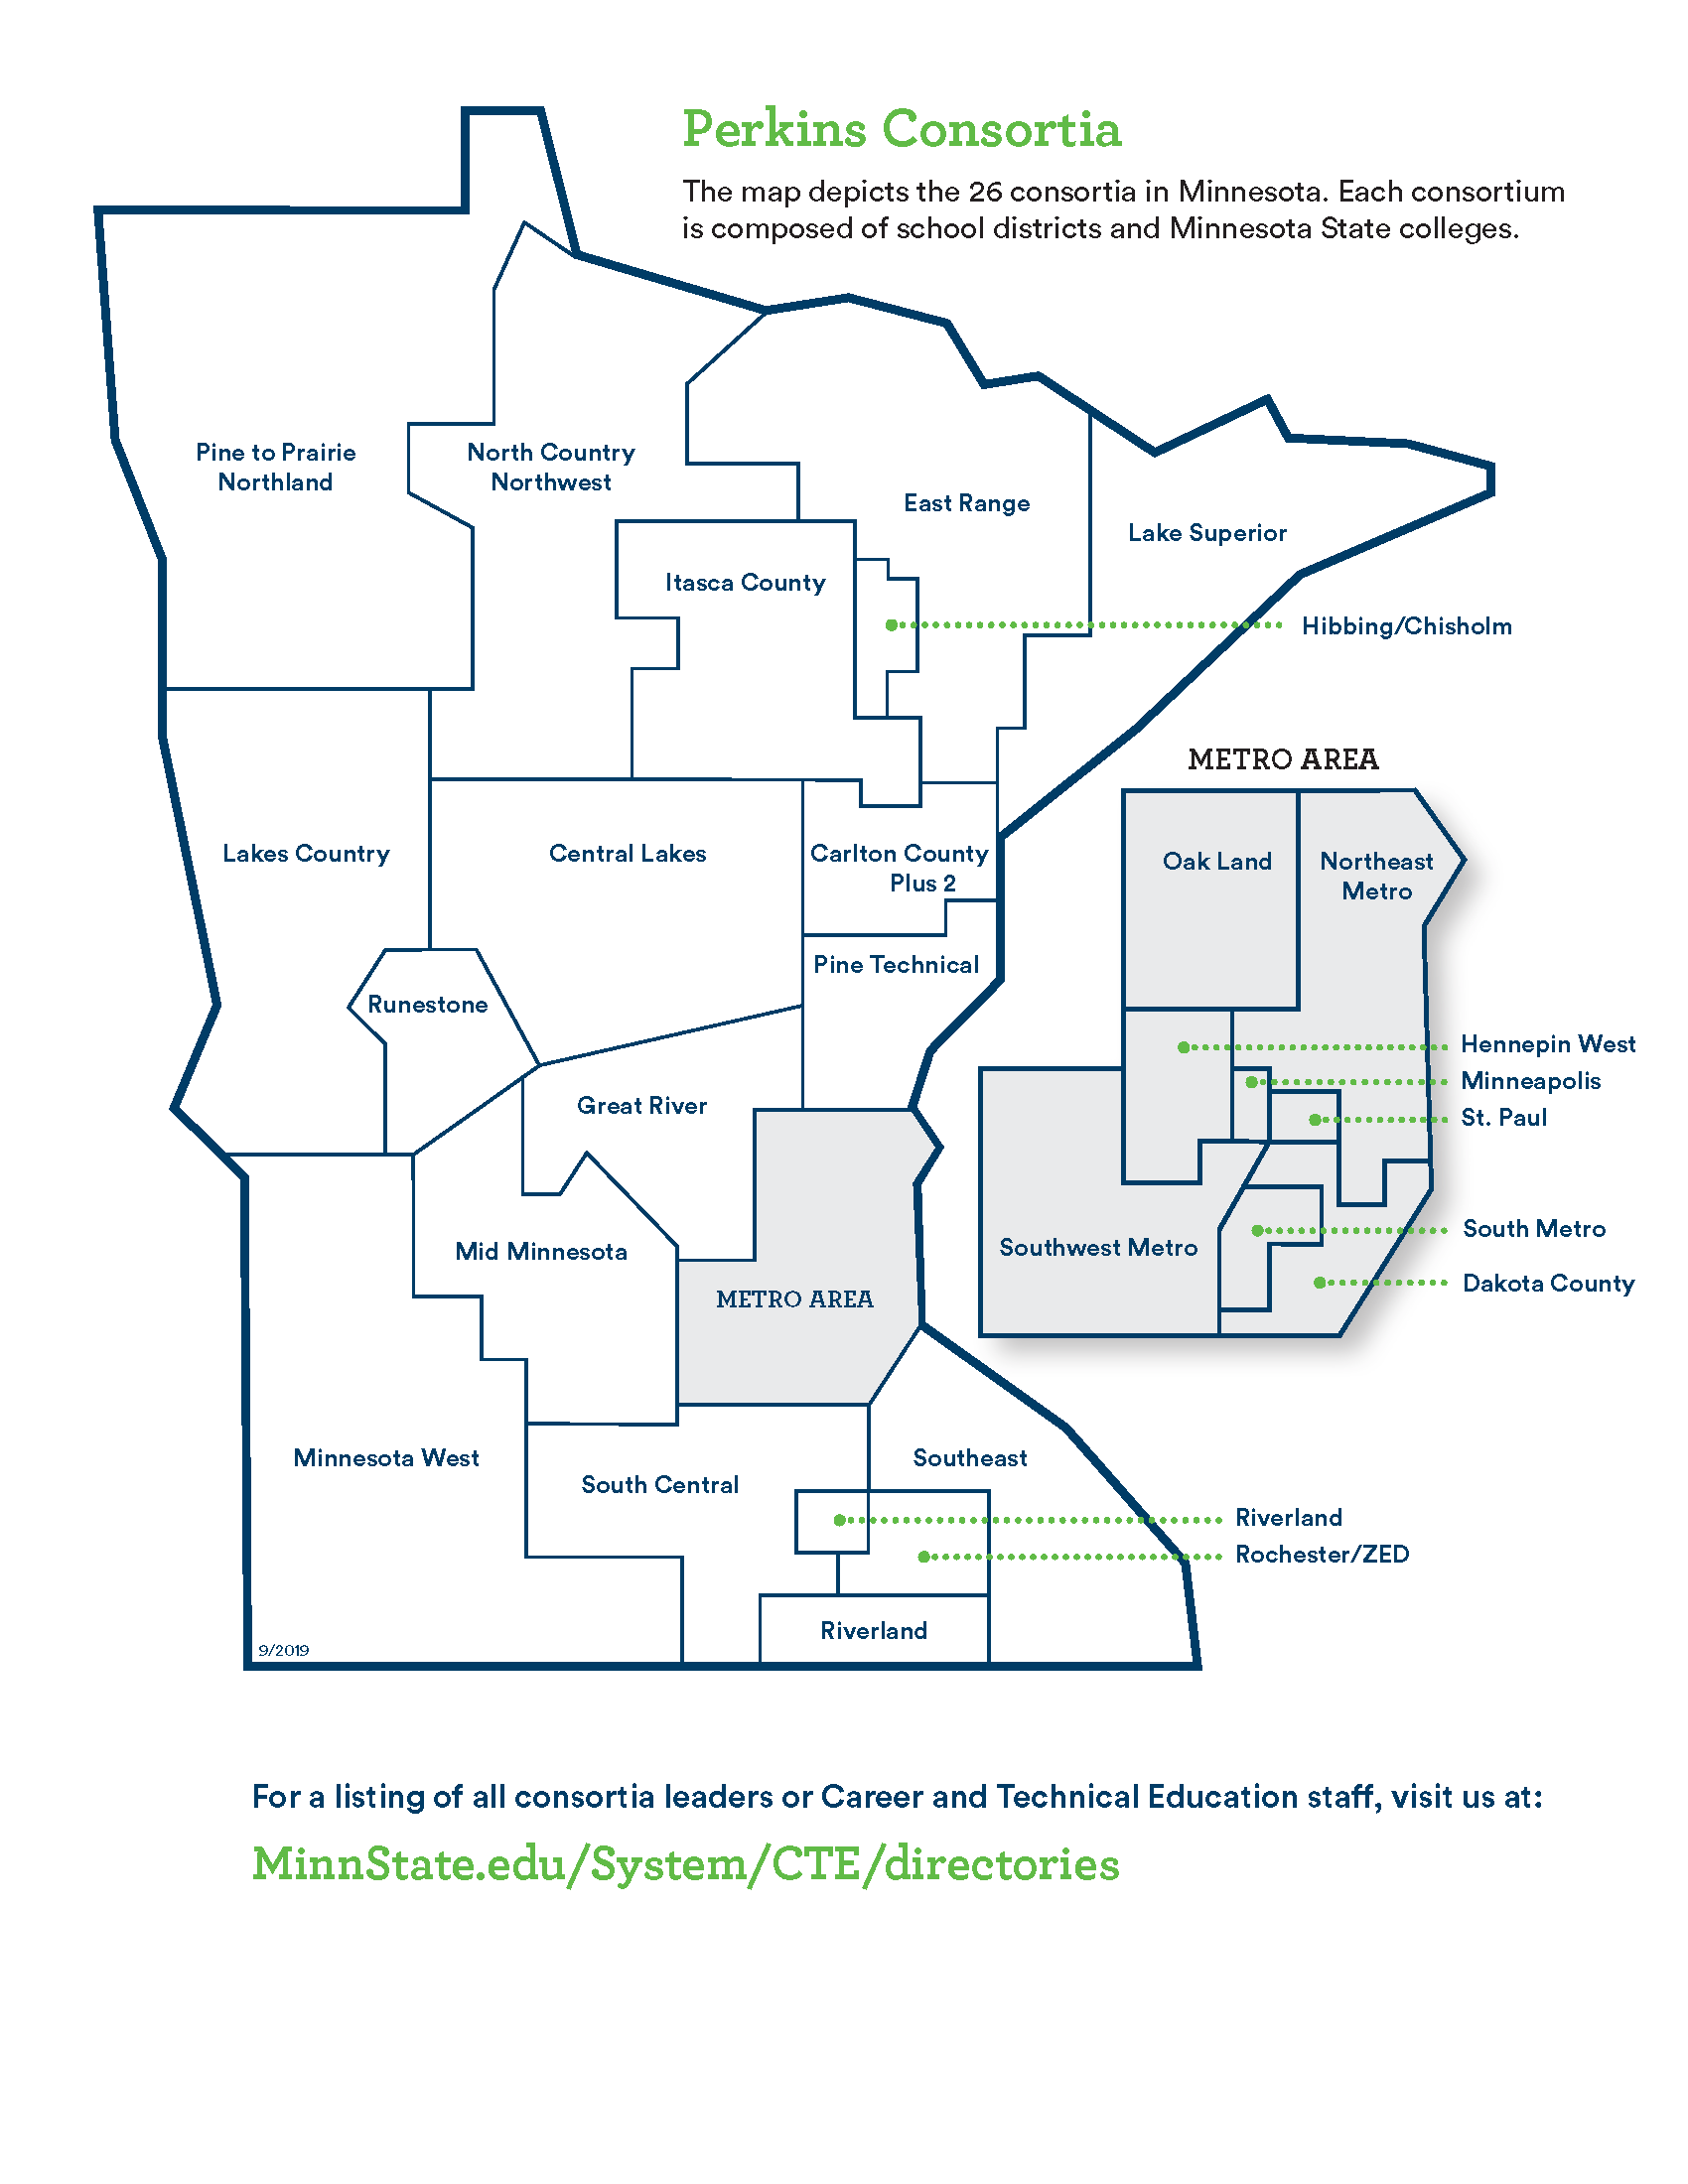 Perkins Consortia
The map depicts the 26 consortia in Minnesota. Each consortium
is composed of school districts and Minnesota State colleges.
Pine to Prairie
Northland
North Country
Northwest
East Range
Lake Superior
Itasca County
Hibbing/Chisholm
METRO AREA
Lakes Country
Central Lakes
Carlton County
Plus 2
Oak Land
Northeast
Metro
Pine Technical
Runestone
Hennepin West
Minneapolis
St. Paul
Great River
South Metro
Southwest Metro
Mid Minnesota
Dakota County
METRO AREA
Minnesota West
Southeast
South Central
Riverland
Rochester/ZED
Riverland
9/2019
For a listing of all consortia leaders or Career and Technical Education staff, visit us at:
MinnState.edu/System/CTE/directories